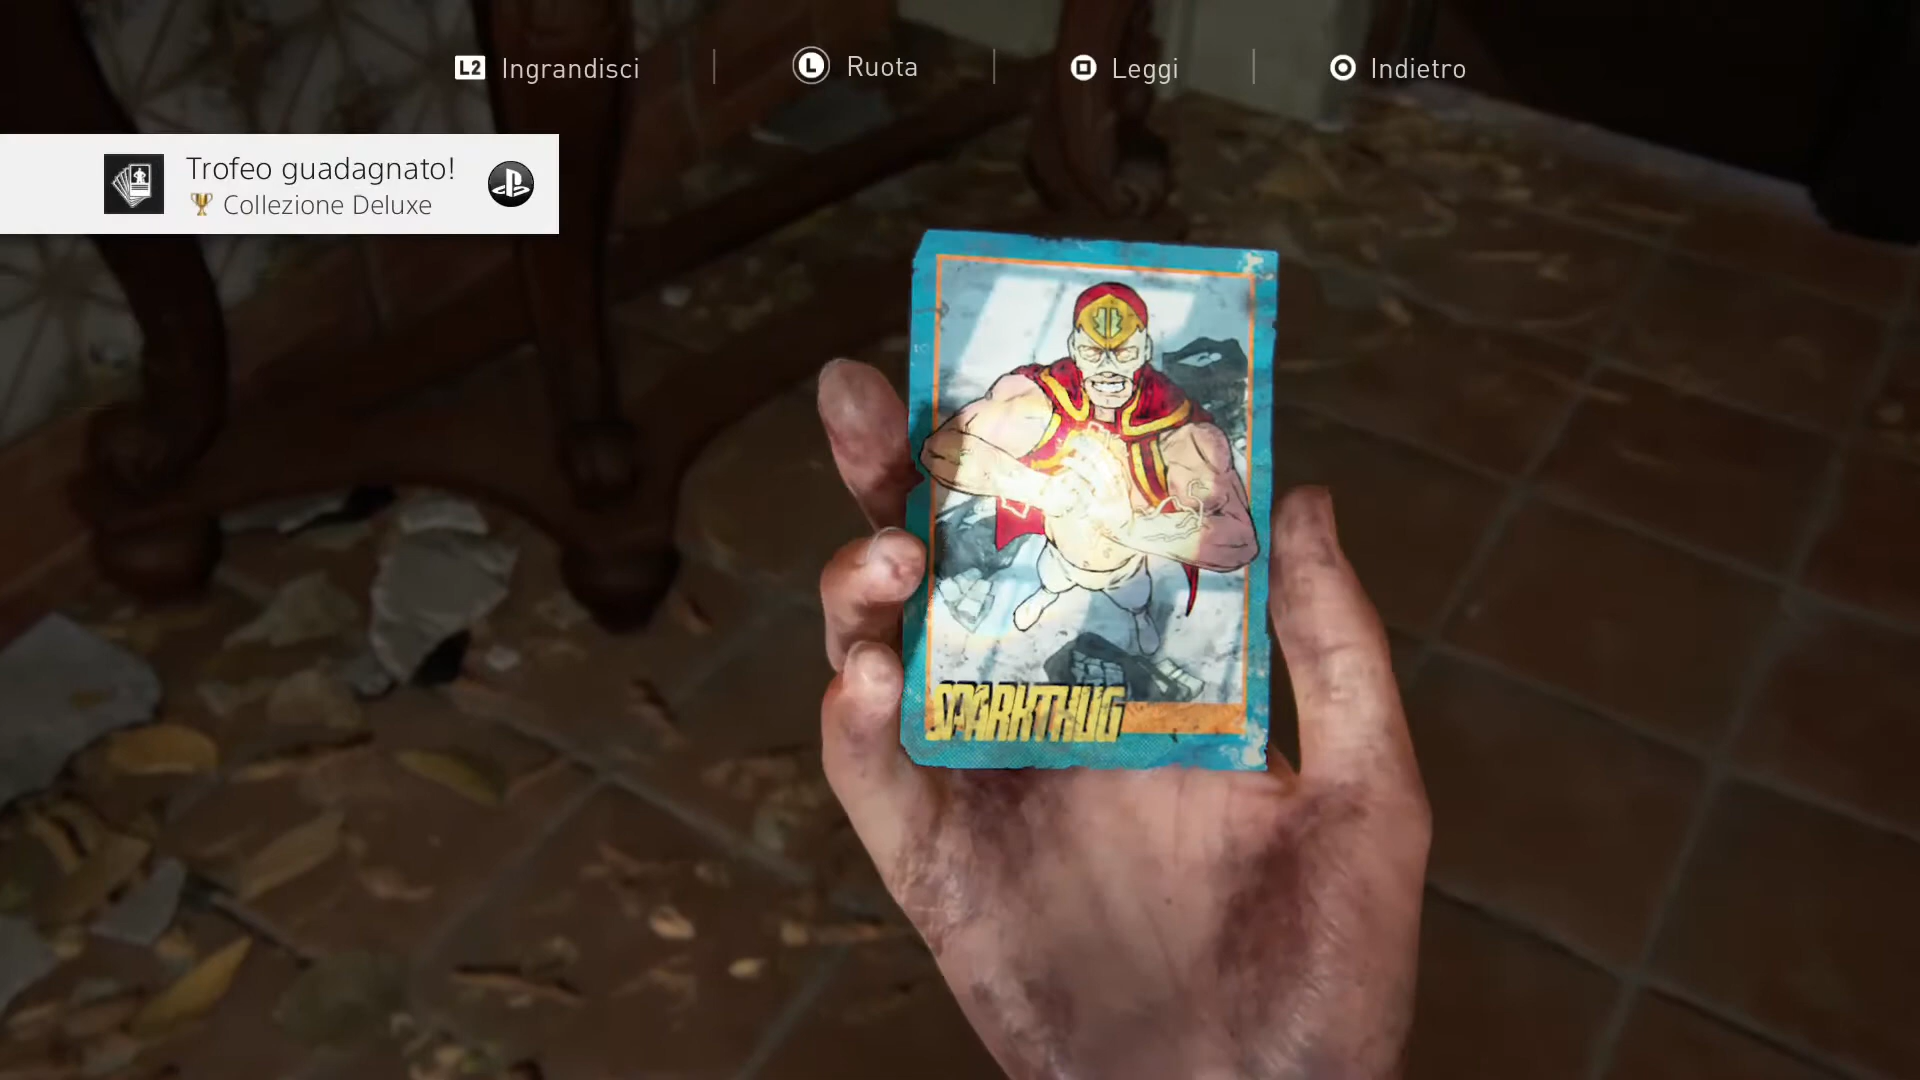 L2 Ingrandisci
L Ruota
Leggi
Indietro
Trofeo guadagnato!
Collezione Deluxe
SPARKTHUG